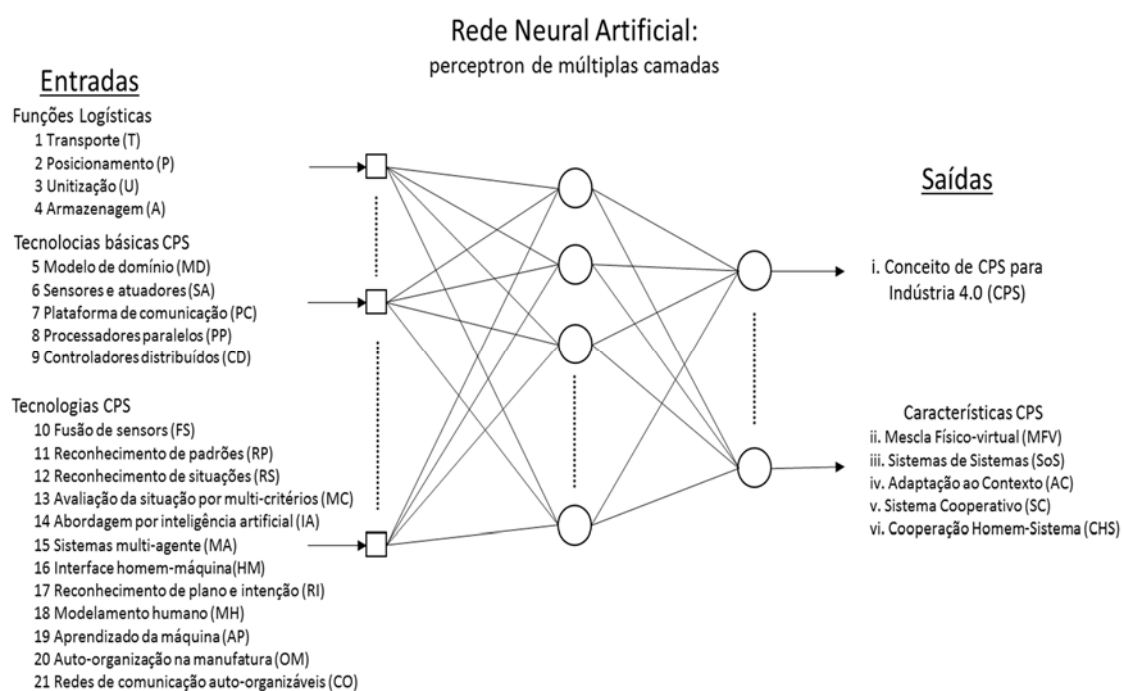 Rede Neural Artificial:
perceptron de múltiplas camadas
Entradas
Funções Logísticas
1 Transporte (T)
2 Posicionamento (P)
3 Unitização (U)
4 Armazenagem (A)
Tecnolocias básicas CPS
5 Modelo de domínio (MD)
6 Sensores e atuadores (SA)
7 Plataforma de comunicação (PC)
8 Processadores paralelos (PP)
9 Controladores distribuídos (CD)
Tecnologias CPS
10 Fusão de sensors (FS)
11 Reconhecimento de padrões (RP)
12 Reconhecimento de situações (RS)
13 Avaliação da situação por multi-critérios (MC)
14 Abordagem por inteligência artificial (IA)
15 Sistemas multi-agente (MA)
16 Interface homem-máquina(HM)
17 Reconhecimento de plano e intenção (RI)
18 Modelamento humano (MH)
19 Aprendizado da máquina (AP)
20 Auto-organização na manufatura (OM)
21 Redes de comunicação auto-organizáveis (CO)
Saídas
i. Conceito de CPS para
Indústria 4.0 (CPS)
Características CPS
ii. Mescla Físico-virtual (MFV)
iii. Sistemas de Sistemas (SoS)
iv. Adaptação ao Contexto (AC)
v. Sistema Cooperativo (SC)
vi. Cooperação Homem-Sistema (CHS)